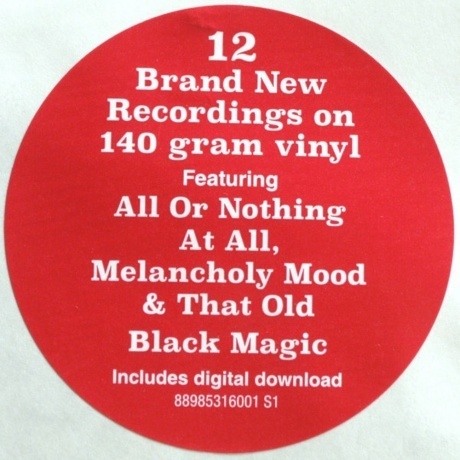 12
Brand New
Recordings on
140 gram vinyl
Featuring
All Or Nothing
At All,
Melancholy Mood
& That Old
Black Magic
Includes digital download
88985316001 S1